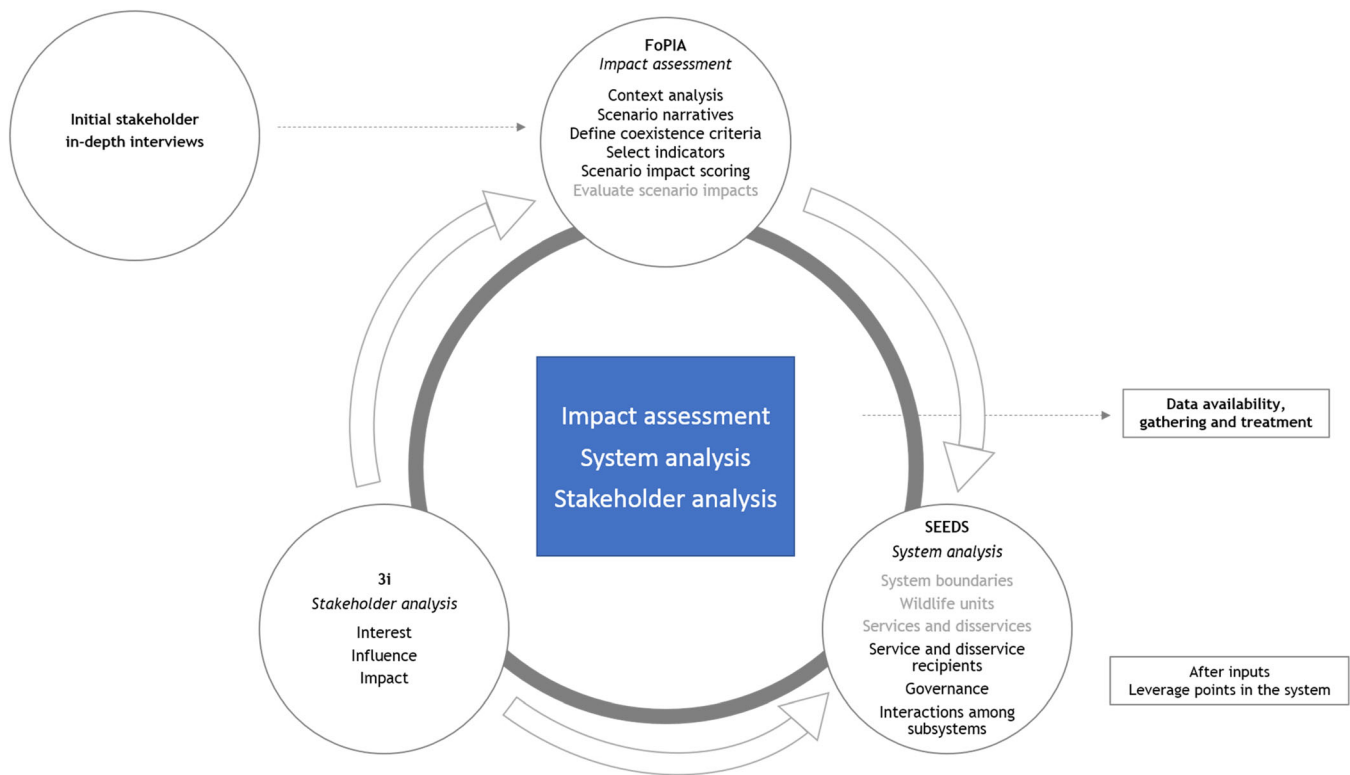 Initial stakeholder
in-depth interviews
FoPIA
Impact assessment
Context analysis
Scenario narratives
Define coexistence criteria
Select indicators
Scenario impact scoring
Evaluate scenario impacts
Impact assessment
System analysis
Stakeholder analysis
Data availability,
gathering and treatment
3i
Stakeholder analysis
Interest
Influence
Impact
SEEDS
System analysis
System boundaries
Wildlife units
Services and disservices
Service and disservice
recipients
Governance
Interactions among
subsystems
After inputs
Leverage points in the system